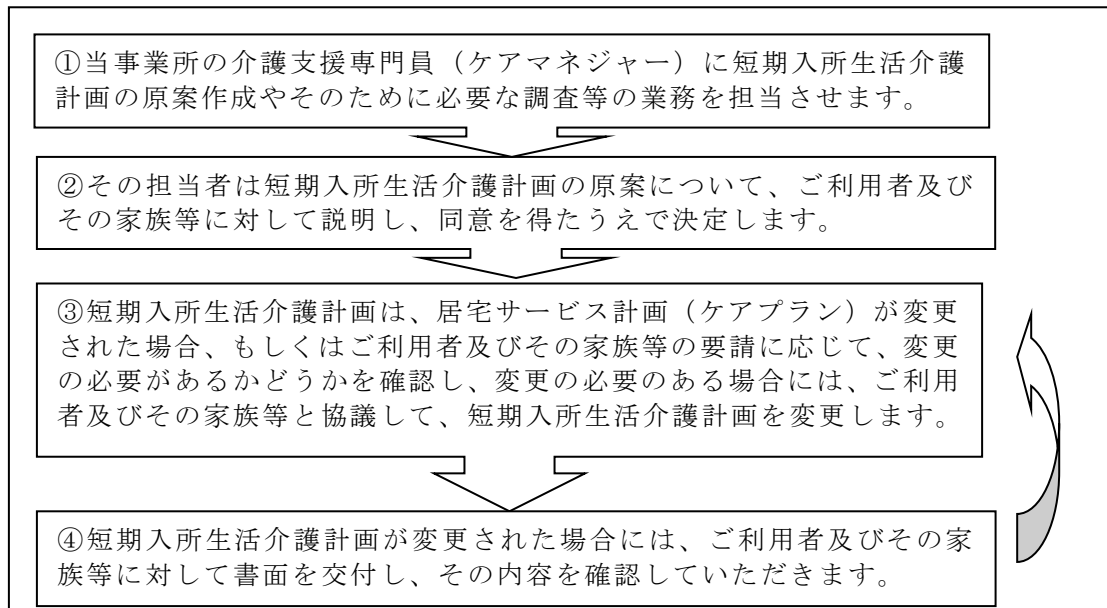 ①当事業所の介護支援専門員（ケアマネジャー）に短期入所生活介護
計画の原案作成やそのために必要な調査等の業務を担当させます。
②その担当者は短期入所生活介護計画の原案について、ご利用者及び
その家族等に対して説明し、同意を得たうえで決定します。
③短期入所生活介護計画は、居宅サービス計画（ケアプラン）が変更
された場合、もしくはご利用者及びその家族等の要請に応じて、変更
の必要があるかどうかを確認し、変更の必要のある場合には、ご利用
者及びその家族等と協議して、短期入所生活介護計画を変更します。
④短期入所生活介護計画が変更された場合には、ご利用者及びその家
族等に対して書面を交付し、その内容を確認していただきます。